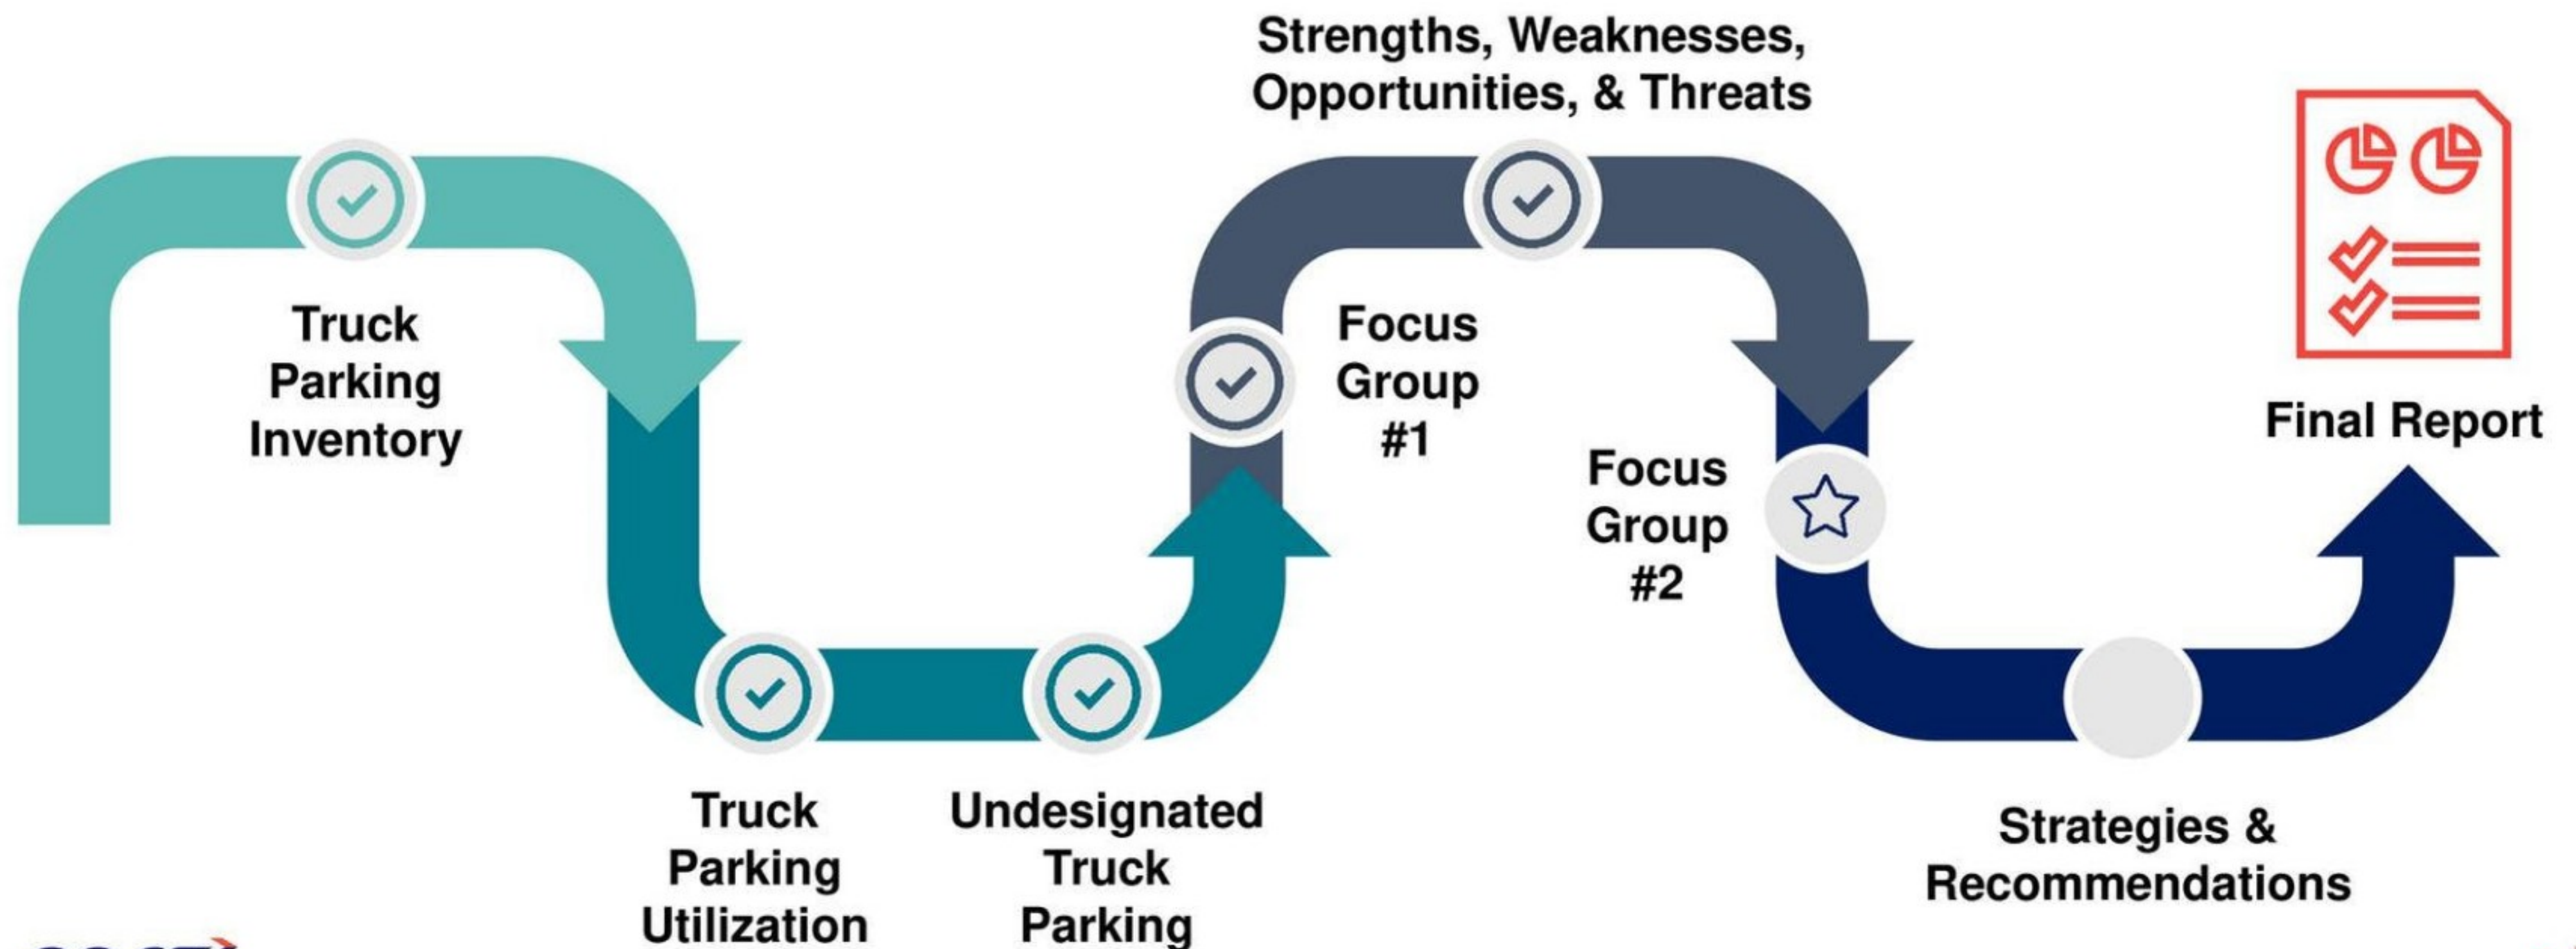 Truck
Parking
Inventory
Truck
Parking
Utilization
Undesignated
Truck
Parking
Focus
Group
#1
Strengths, Weaknesses,
Opportunities, & Threats
Focus
Group
#2
Strategies &
Recommendations
Final Report